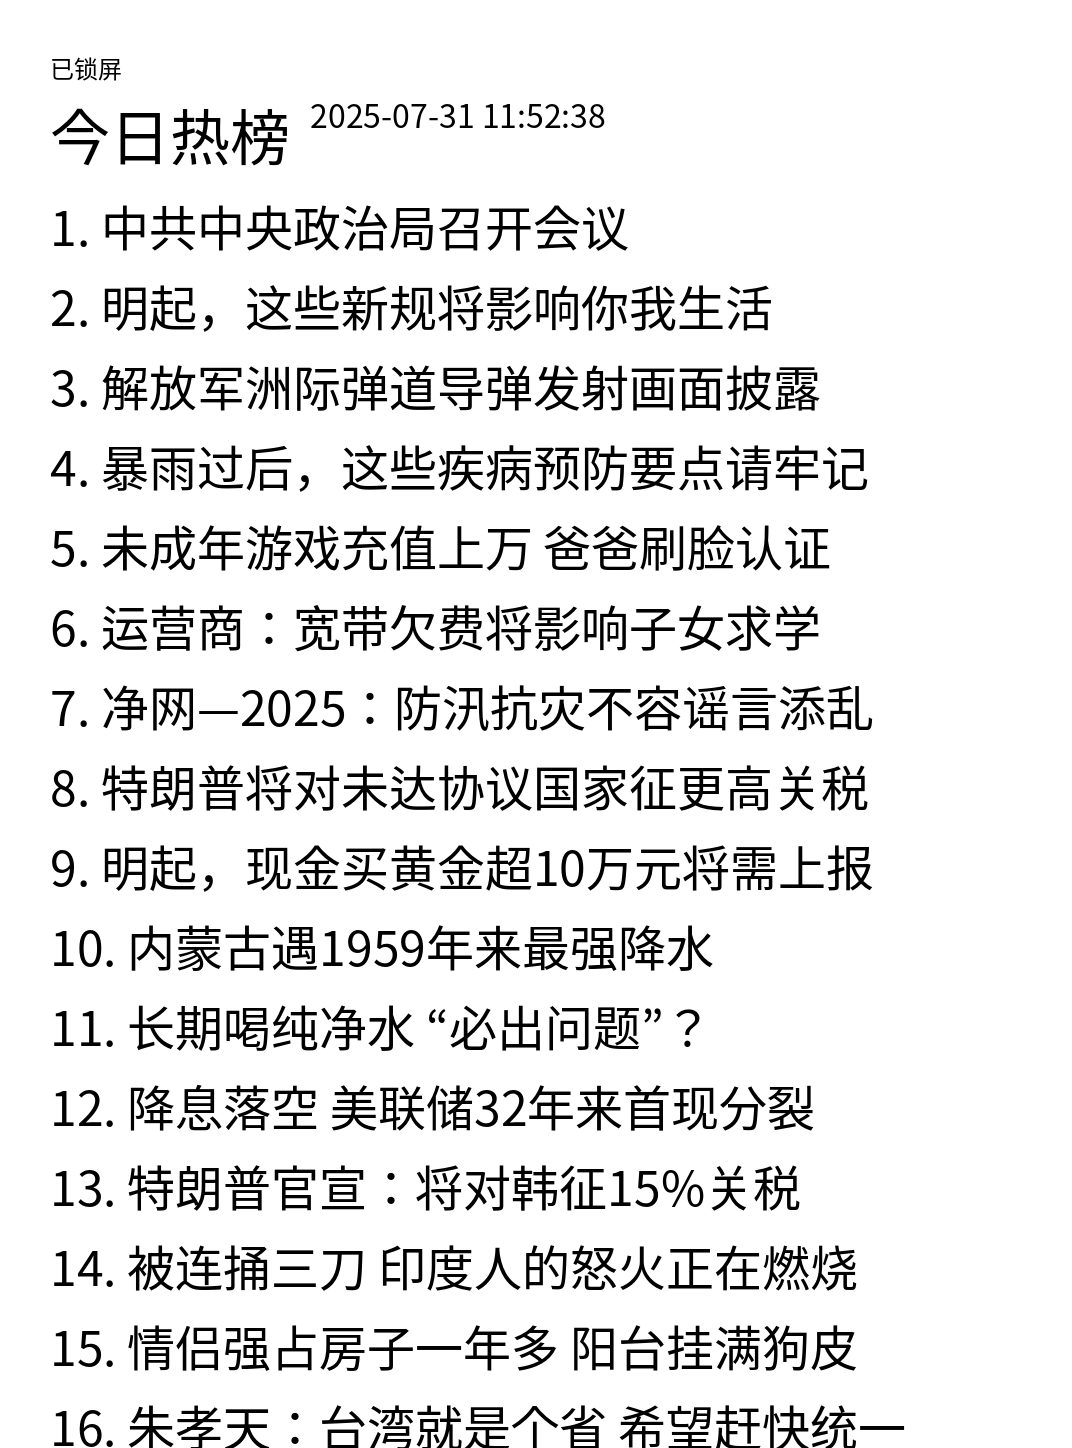 已锁屏
今日热榜 2025-07-31 11:52:38
1. 中共中央政治局召开会议
2. 明起，这些新规将影响你我生活
3. 解放军洲际弹道导弹发射画面披露
4. 暴雨过后，这些疾病预防要点请牢记
5. 未成年游戏充值上万 爸爸刷脸认证
6. 运营商：宽带欠费将影响子女求学
7. 净网—2025：防汛抗灾不容谣言添乱
8. 特朗普将对未达协议国家征更高关税
9. 明起，现金买黄金超10万元将需上报
10. 内蒙古遇1959年来最强降水
11. 长期喝纯净水 “必出问题”？
12. 降息落空 美联储32年来首现分裂
13. 特朗普官宣：将对韩征15%关税
14. 被连捅三刀 印度人的怒火正在燃烧
15. 情侣强占房子一年多 阳台挂满狗皮
16. 朱孝天：台湾就是个省 希望赶快统一